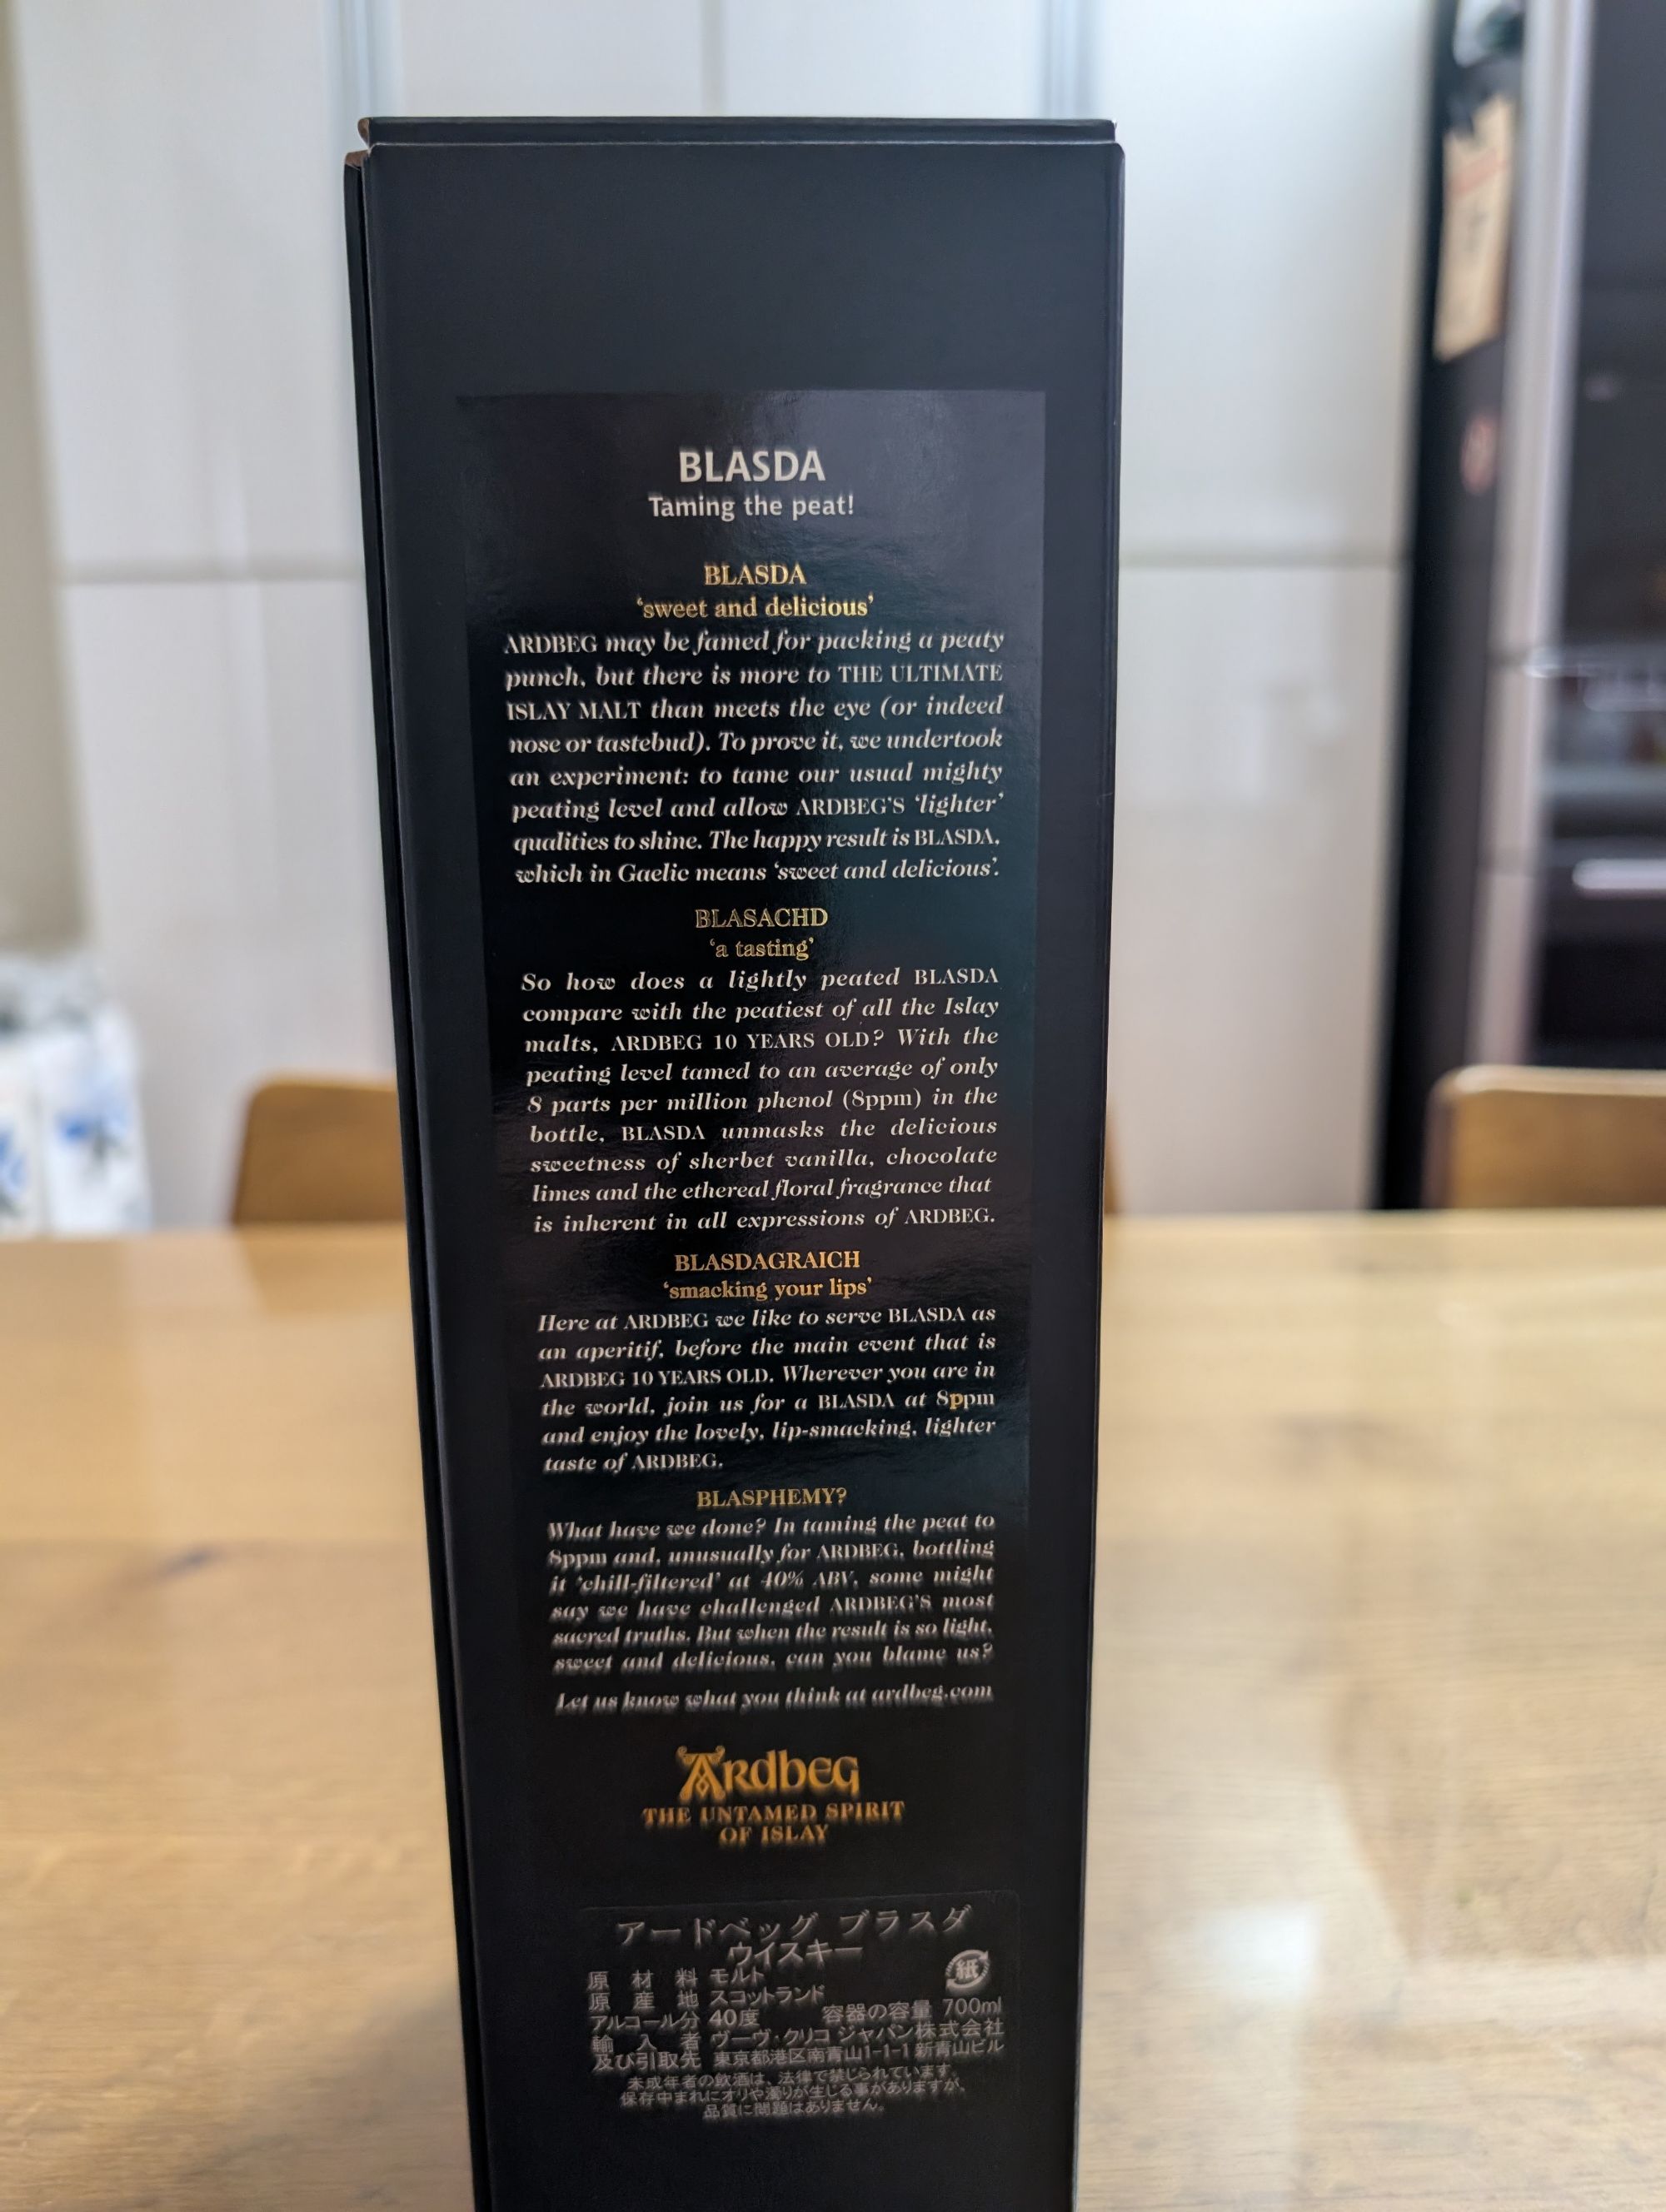 BLASDA
Taming the peat!
BLASDA
‘sweet and delicious’
ARDBEG may be famed for packing a peaty
punch, but there is more to THE ULTIMATE
ISLAY MALT than meets the eye (or indeed
nose or tastebud). To prove it, we undertook
an experiment: to tame our usual mighty
peating level and allow ARDBEG'S ‘lighter’
qualities to shine. The happy result is BLASDA,
which in Gaelic means ‘sweet and delicious’.
BLASACHD
‘a tasting’
So how does a lightly peated BLASDA
compare with the peatiest of all the Islay
malts, ARDBEG 10 YEARS OLD? With the
peating level tamed to an average of only
8 parts per million phenol (8ppm) in the
bottle, BLASDA unmasks the delicious
sweetness of sherbet vanilla, chocolate
limes and the ethereal floral fragrance that
is inherent in all expressions of ARDBEG.
BLASDAGRAICH
‘smacking your lips’
Here at ARDBEG we like to serve BLASDA as
an aperitif, before the main event that is
ARDBEG 10 YEARS OLD. Wherever you are in
the world, join us for a BLASDA at 8ppm
and enjoy the lovely, lip-smacking, lighter
taste of ARDBEG.
BLASPHEMY?
What have we done? In taming the peat to
8ppm and, unusually for ARDBEG, bottling
it ‘chill-filtered’ at 40% ABV, some might
say we have challenged ARDBEG'S most
sacred truths. But when the result is so light,
sweet and delicious, can you blame us?
Let us know what you think at ardbeg.com
ARDBEG
THE UNTAMED SPIRIT
OF ISLAY
アードベッグ ブラスダ
ウイスキー
原材料 モルト 紙
原産地 スコットランド
アルコール分 40度 容器の容量 700ml
輸入者 ヴーヴ・クリコ ジャパン株式会社
及び引取先 東京都港区南青山1-1-1 新青山ビル
未成年者の飲酒は、法律で禁じられています。
保存中まれにオリや濁りが生じる事がありますが、
品質に問題はありません。